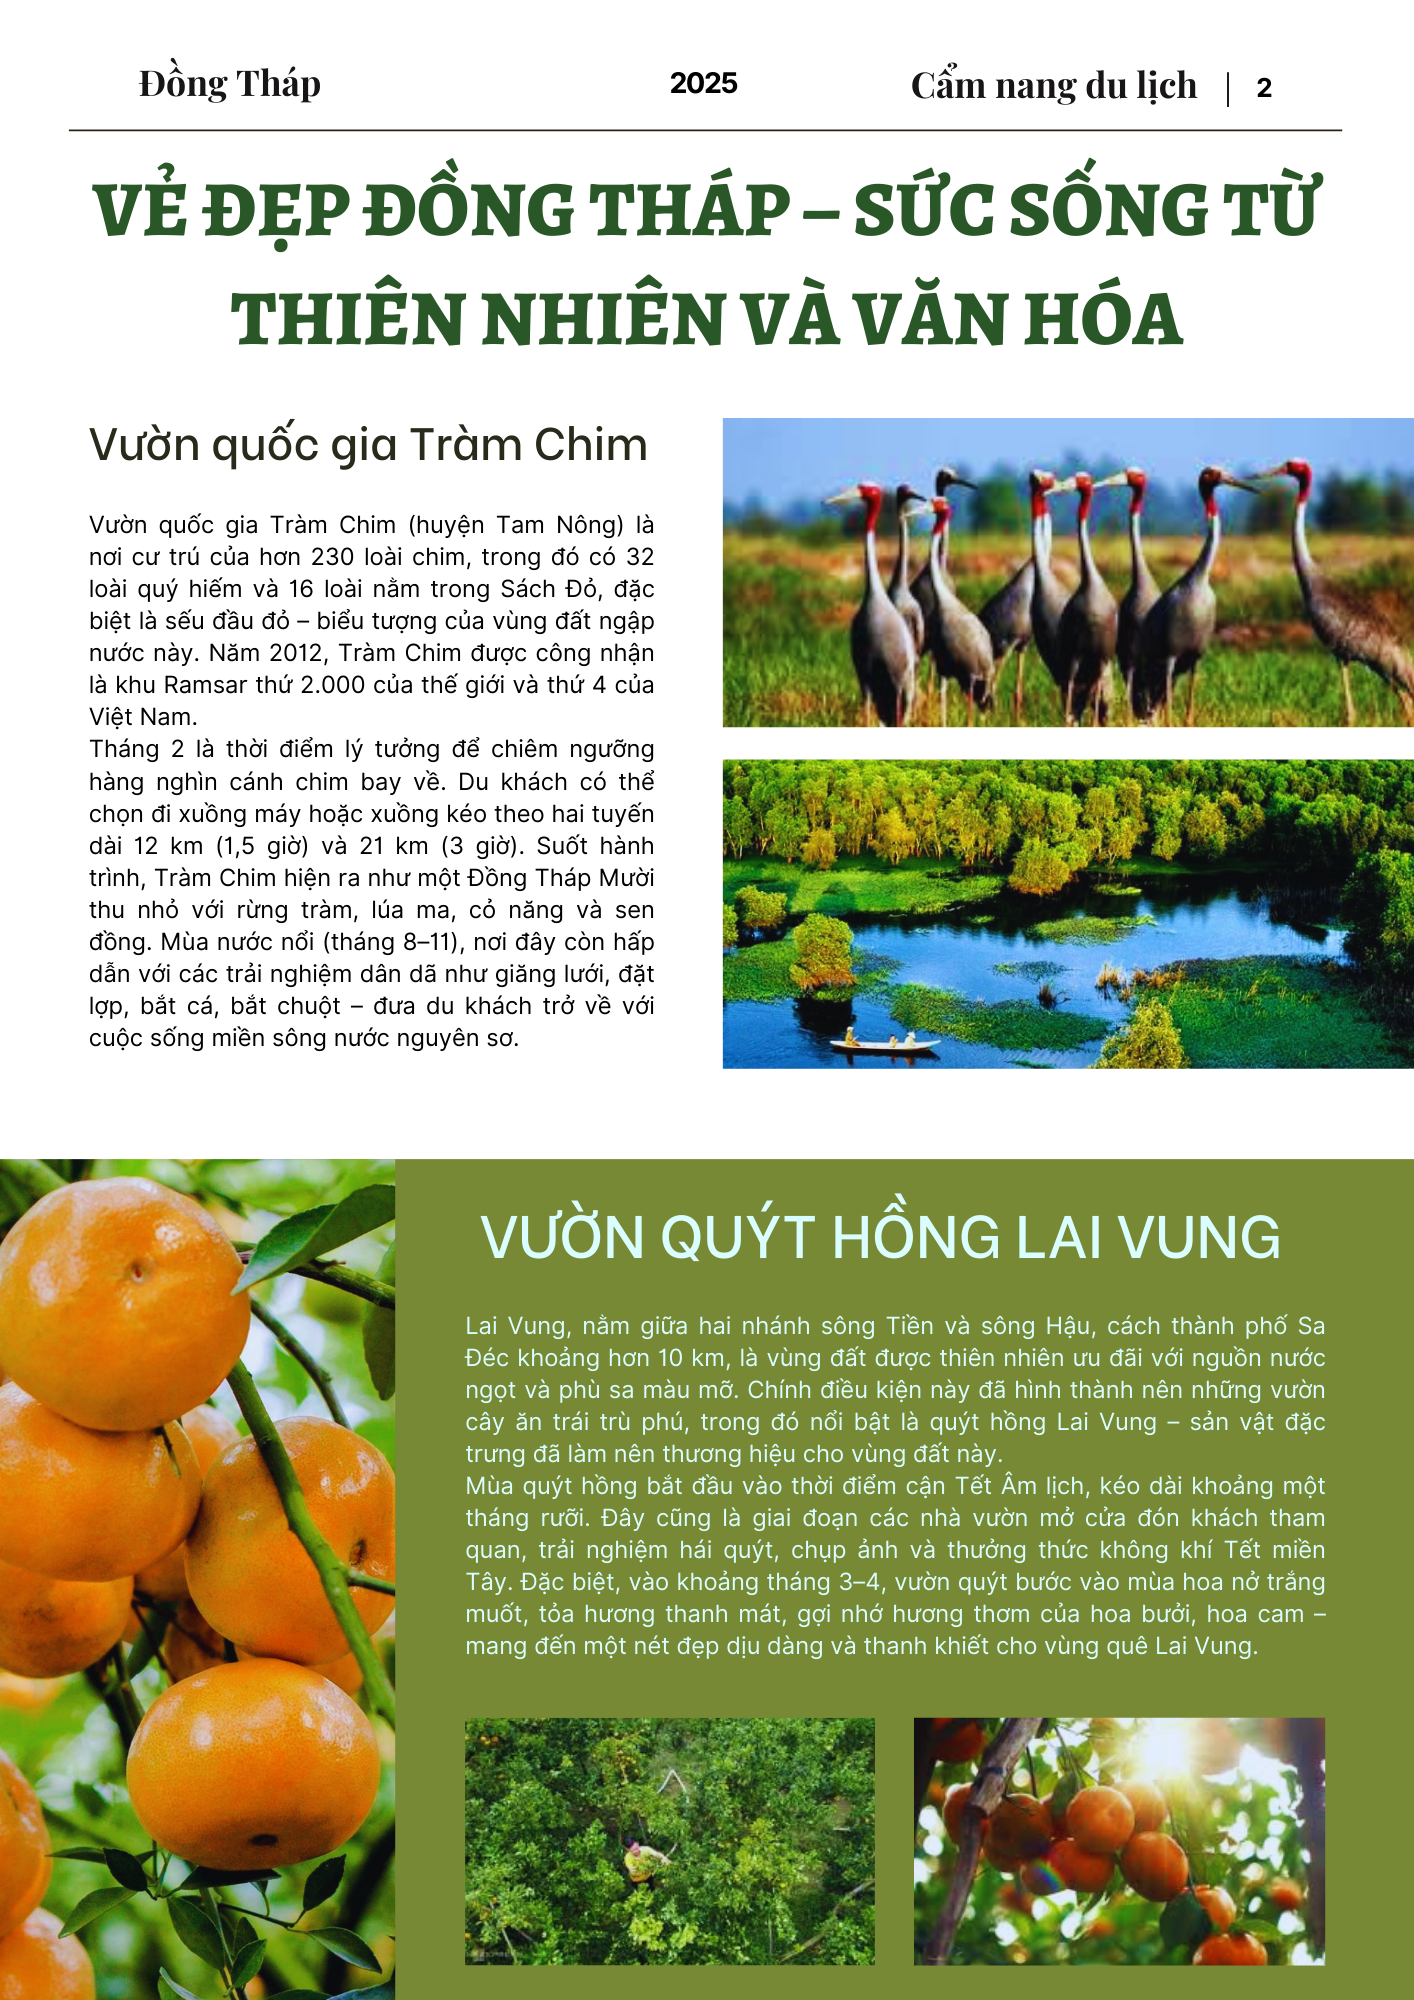 Đồng Tháp
2025
Cẩm nang du lịch | 2
VẺ ĐẸP ĐỒNG THÁP – SỨC SỐNG TỪ
THIÊN NHIÊN VÀ VĂN HÓA
Vườn quốc gia Tràm Chim
Vườn quốc gia Tràm Chim (huyện Tam Nông) là
nơi cư trú của hơn 230 loài chim, trong đó có 32
loài quý hiếm và 16 loài nằm trong Sách Đỏ, đặc
biệt là sếu đầu đỏ – biểu tượng của vùng đất ngập
nước này. Năm 2012, Tràm Chim được công nhận
là khu Ramsar thứ 2.000 của thế giới và thứ 4 của
Việt Nam.
Tháng 2 là thời điểm lý tưởng để chiêm ngưỡng
hàng nghìn cánh chim bay về. Du khách có thể
chọn đi xuồng máy hoặc xuồng kéo theo hai tuyến
dài 12 km (1,5 giờ) và 21 km (3 giờ). Suốt hành
trình, Tràm Chim hiện ra như một Đồng Tháp Mười
thu nhỏ với rừng tràm, lúa ma, cỏ năng và sen
đồng. Mùa nước nổi (tháng 8–11), nơi đây còn hấp
dẫn với các trải nghiệm dân dã như giăng lưới, đặt
lợp, bắt cá, bắt chuột – đưa du khách trở về với
cuộc sống miền sông nước nguyên sơ.
VƯỜN QUÝT HỒNG LAI VUNG
Lai Vung, nằm giữa hai nhánh sông Tiền và sông Hậu, cách thành phố Sa
Đéc khoảng hơn 10 km, là vùng đất được thiên nhiên ưu đãi với nguồn nước
ngọt và phù sa màu mỡ. Chính điều kiện này đã hình thành nên những vườn
cây ăn trái trù phú, trong đó nổi bật là quýt hồng Lai Vung – sản vật đặc
trưng đã làm nên thương hiệu cho vùng đất này.
Mùa quýt hồng bắt đầu vào thời điểm cận Tết Âm lịch, kéo dài khoảng một
tháng rưỡi. Đây cũng là giai đoạn các nhà vườn mở cửa đón khách tham
quan, trải nghiệm hái quýt, chụp ảnh và thưởng thức không khí Tết miền
Tây. Đặc biệt, vào khoảng tháng 3–4, vườn quýt bước vào mùa hoa nở trắng
muốt, tỏa hương thanh mát, gợi nhớ hương thơm của hoa bưởi, hoa cam –
mang đến một nét đẹp dịu dàng và thanh khiết cho vùng quê Lai Vung.